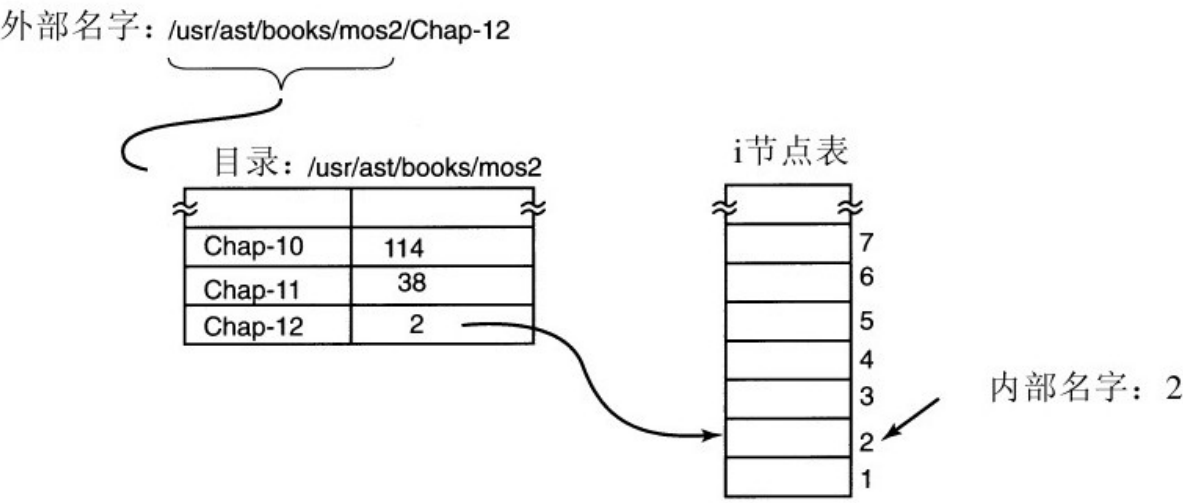 外部名字：/usr/ast/books/mos2/Chap-12
目录：/usr/ast/books/mos2
Chap-10 114
Chap-11 38
Chap-12 2
i节点表
7
6
5
4
3
2
1
内部名字：2